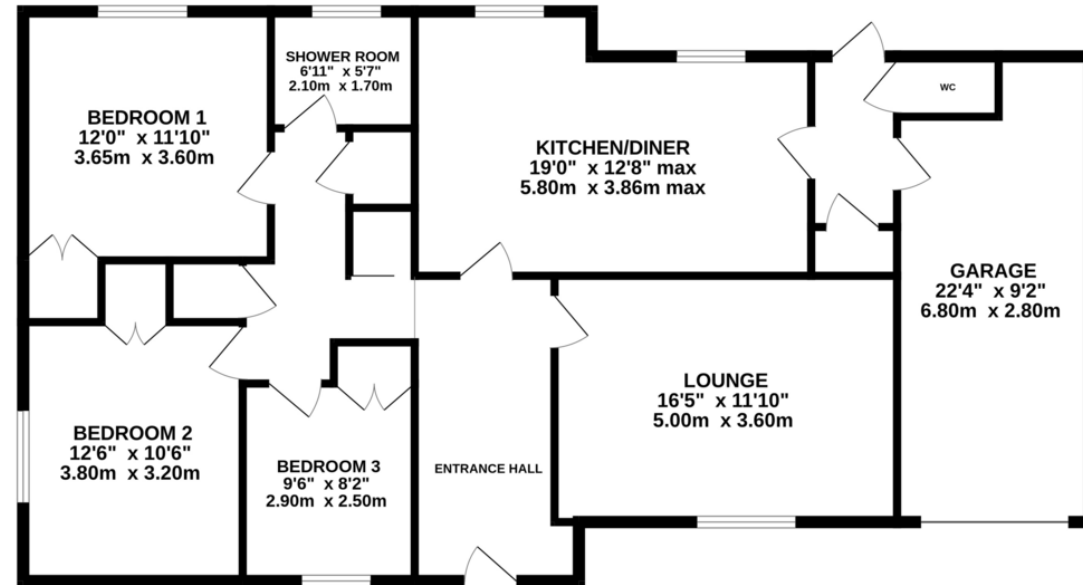 SHOWER ROOM
6'11" x 5'7"
2.10m x 1.70m
BEDROOM 1
12'0" x 11'10"
3.65m x 3.60m
KITCHEN/DINER
19'0" x 12'8" max
5.80m x 3.86m max
WC
GARAGE
22'4" x 9'2"
6.80m x 2.80m
LOUNGE
16'5" x 11'10"
5.00m x 3.60m
BEDROOM 2
12'6" x 10'6"
3.80m x 3.20m
BEDROOM 3
9'6" x 8'2"
2.90m x 2.50m
ENTRANCE HALL